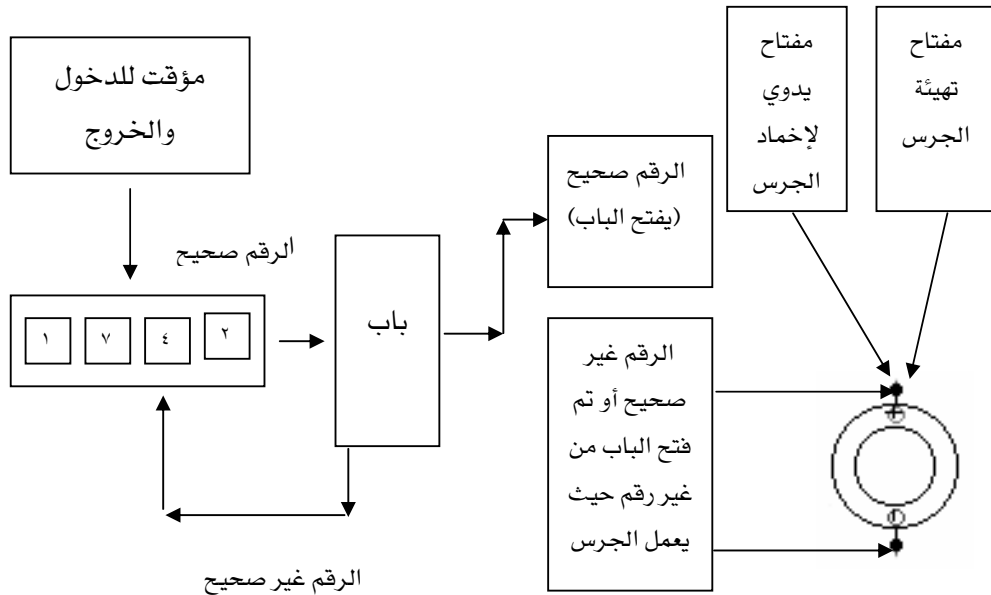 مؤقت للدخول
والخروج
مفتاح
يدوي
لإخماد
الجرس
مفتاح
تهيئة
الجرس
الرقم صحيح
(يفتح الباب)
الرقم صحيح
١ ٧ ٤ ٢
باب
الرقم غير
صحيح أو تم
فتح الباب من
غير رقم حيث
يعمل الجرس
الرقم غير صحيح